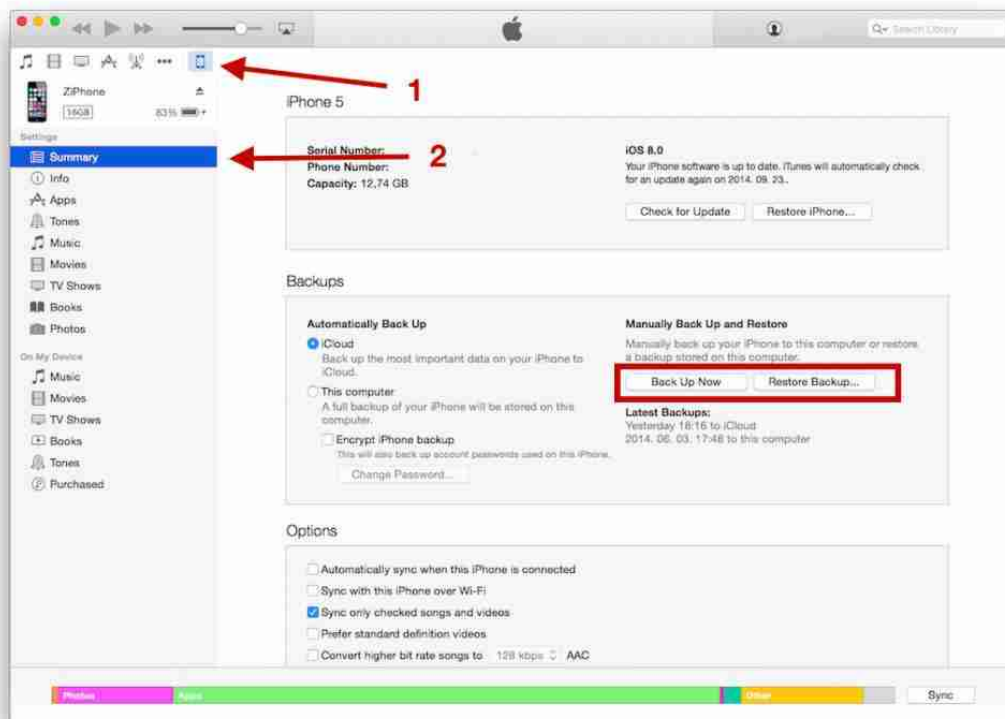 Search Library
1
ZiPhone
16GB
83%
iPhone 5
Settings
Summary
2
Info
Apps
Tones
Music
Movies
TV Shows
Books
Photos
On My Device
Music
Movies
TV Shows
Books
Tones
Purchased
Serial Number:
Phone Number:
Capacity: 12,74 GB
iOS 8.0
Your iPhone software is up to date. iTunes will automatically check
for an update again on 2014. 09. 23..
Check for Update
Restore iPhone...
Backups
Automatically Back Up
iCloud
Back up the most important data on your iPhone to
iCloud.
This computer
A full backup of your iPhone will be stored on this
computer.
Encrypt iPhone backup
This will also back up account passwords used on this iPhone.
Change Password...
Manually Back Up and Restore
Manually back up your iPhone to this computer or restore
a backup stored on this computer.
Back Up Now
Restore Backup...
Latest Backups:
Yesterday 18:16 to iCloud
2014. 06. 03. 17:48 to this computer
Options
Automatically sync when this iPhone is connected
Sync with this iPhone over Wi-Fi
Sync only checked songs and videos
Prefer standard definition videos
Convert higher bit rate songs to 128 kbps AAC
Photos
Apps
Other
Sync